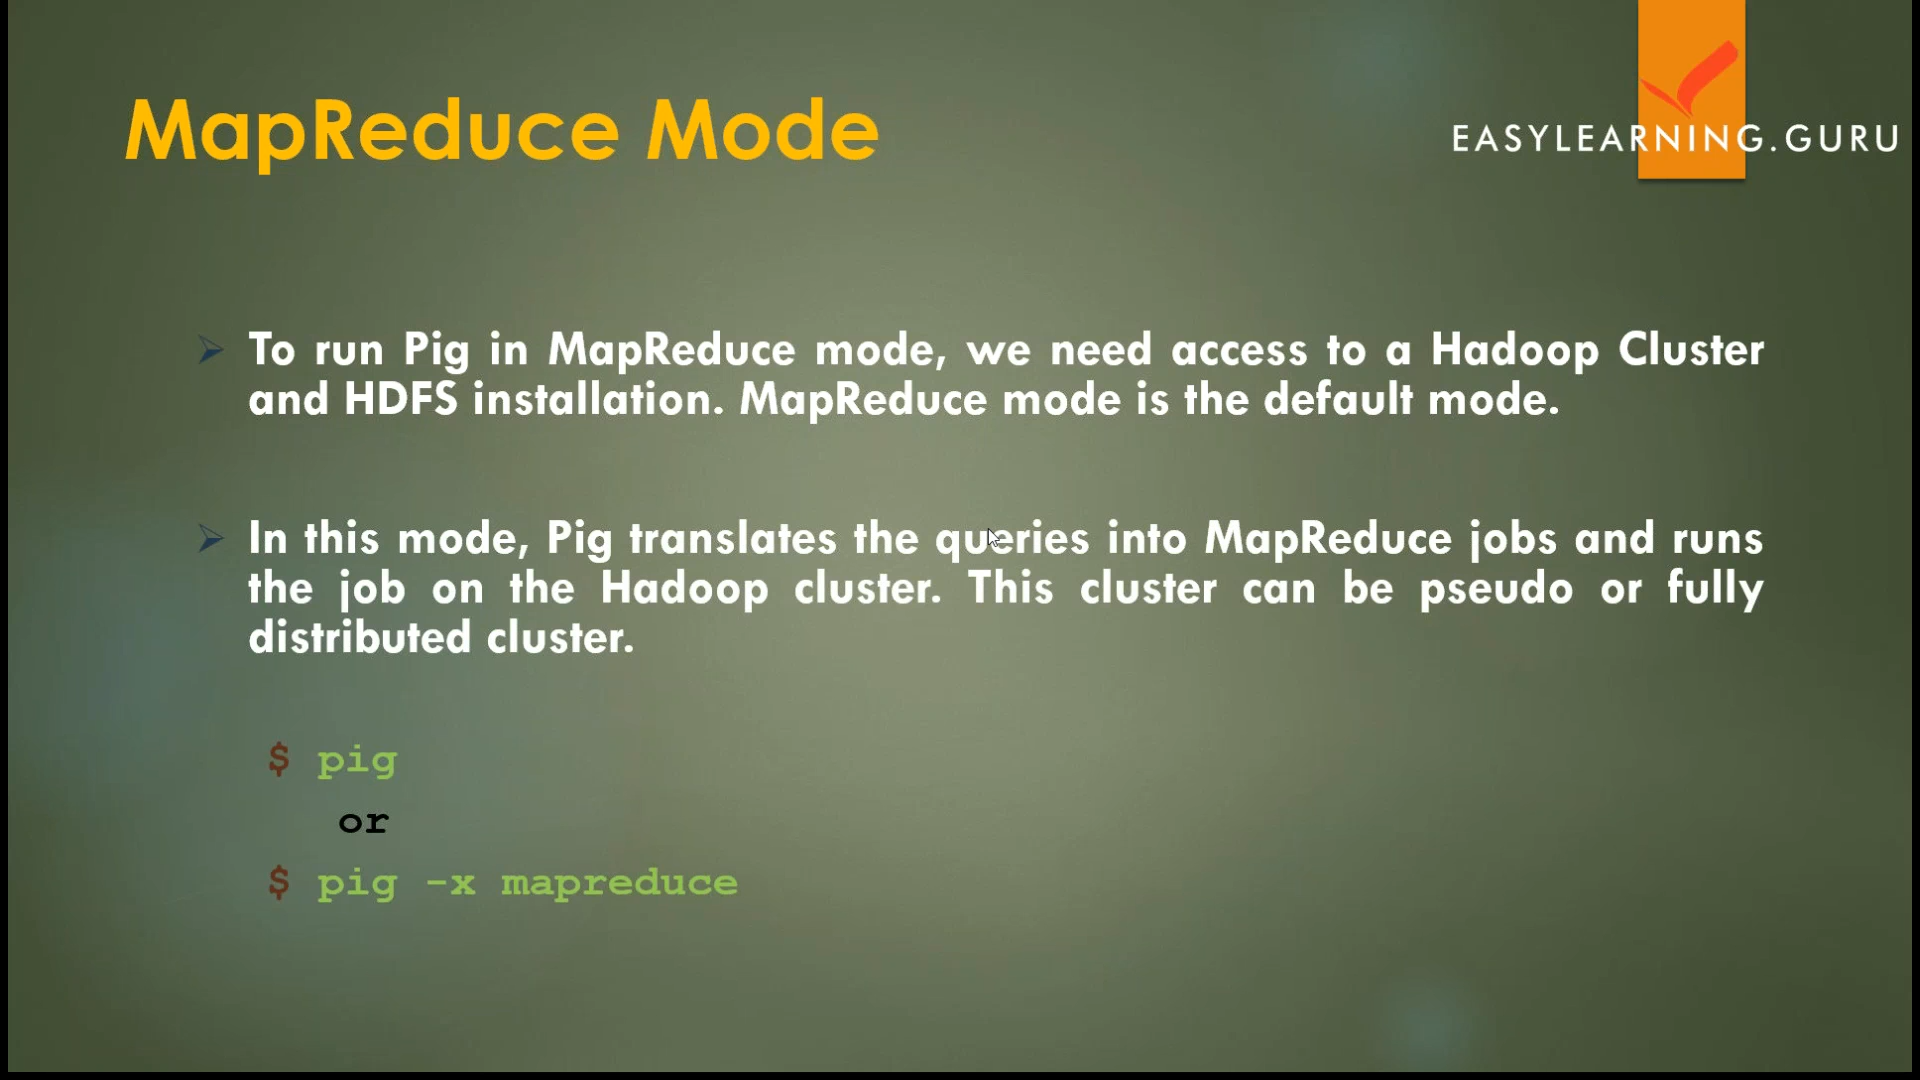 MapReduce Mode
EASYLEARNING.GURU
To run Pig in MapReduce mode, we need access to a Hadoop Cluster
and HDFS installation. MapReduce mode is the default mode.
In this mode, Pig translates the queries into MapReduce jobs and runs
the job on the Hadoop cluster. This cluster can be pseudo or fully
distributed cluster.
$ pig
or
$ pig -x mapreduce